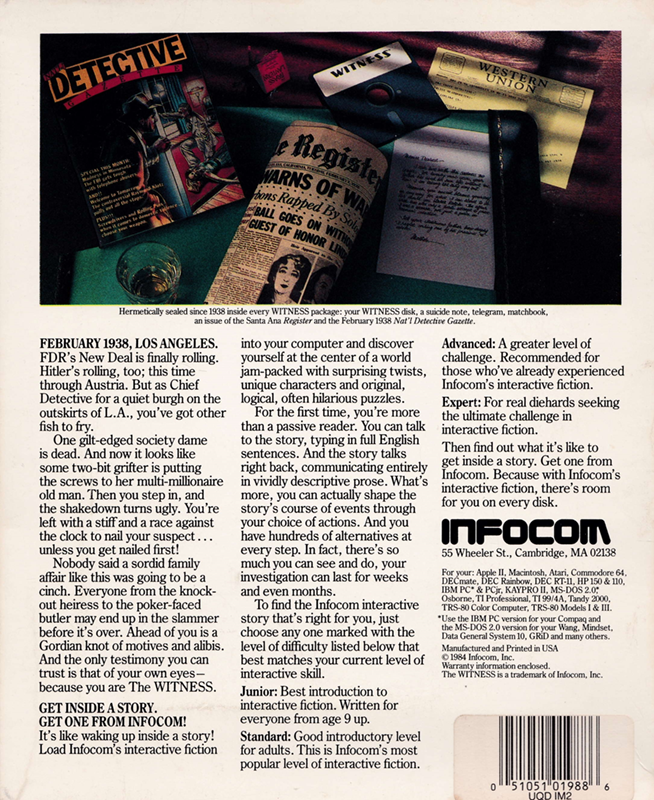 DETECTIVE
GAZETTE
SPECIAL THIS MONTH:
WITNESS
WESTERN
UNION
e Register
WARNS OF WA
BALL GOES ON WITH
GUEST OF HONOR
Hermetically sealed since 1938 inside every WITNESS package: your WITNESS disk, a suicide note, telegram, matchbook,
an issue of the Santa Ana Register and the February 1938 Nat'l Detective Gazette.
FEBRUARY 1938, LOS ANGELES.
FDR's New Deal is finally rolling.
Hitler's rolling, too; this time
through Austria. But as Chief
Detective for a quiet burgh on the
outskirts of L.A., you've got other
fish to fry.
One gilt-edged society dame
is dead. And now it looks like
some two-bit grifter is putting
the screws to her multi-millionaire
old man. Then you step in, and
the shakedown turns ugly. You're
left with a stiff and a race against
the clock to nail your suspect...
unless you get nailed first!
Nobody said a sordid family
affair like this was going to be a
cinch. Everyone from the knock-
out heiress to the poker-faced
butler may end up in the slammer
before it's over. Ahead of you is a
Gordian knot of motives and alibis.
And the only testimony you can
trust is that of your own eyes—
because you are The WITNESS.
GET INSIDE A STORY.
GET ONE FROM INFOCOM!
It's like waking up inside a story!
Load Infocom's interactive fiction
into your computer and discover
yourself at the center of a world
jam-packed with surprising twists,
unique characters and original,
logical, often hilarious puzzles.
For the first time, you're more
than a passive reader. You can talk
to the story, typing in full English
sentences. And the story talks
right back, communicating entirely
in vividly descriptive prose. What's
more, you can actually shape the
story's course of events through
your choice of actions. And you
have hundreds of alternatives at
every step. In fact, there's so
much you can see and do, your
investigation can last for weeks
and even months.
To find the Infocom interactive
story that's right for you, just
choose any one marked with the
level of difficulty listed below that
best matches your current level of
interactive skill.
Junior: Best introduction to
interactive fiction. Written for
everyone from age 9 up.
Standard: Good introductory level
for adults. This is Infocom's most
popular level of interactive fiction.
Advanced: A greater level of
challenge. Recommended for
those who've already experienced
Infocom's interactive fiction.
Expert: For real diehards seeking
the ultimate challenge in
interactive fiction.
Then find out what it's like to
get inside a story. Get one from
Infocom. Because with Infocom's
interactive fiction, there's room
for you on every disk.
INFOCOM
55 Wheeler St., Cambridge, MA 02138
For your: Apple II, Macintosh, Atari, Commodore 64,
DECmate, DEC Rainbow, DEC RT-11, HP 150 & 110,
IBM PC* & PCjr, KAYPRO II, MS-DOS 2.0,*
Osborne, TI Professional, TI 99/4A, Tandy 2000,
TRS-80 Color Computer, TRS-80 Models I & III.
*Use the IBM PC version for your Compaq and
the MS-DOS 2.0 version for your Wang, Mindset,
Data General System 10, GRiD and many others.
Manufactured and Printed in USA
© 1984 Infocom, Inc.
Warranty information enclosed.
The WITNESS is a trademark of Infocom, Inc.
0 51051 01988 6
UQD IM2